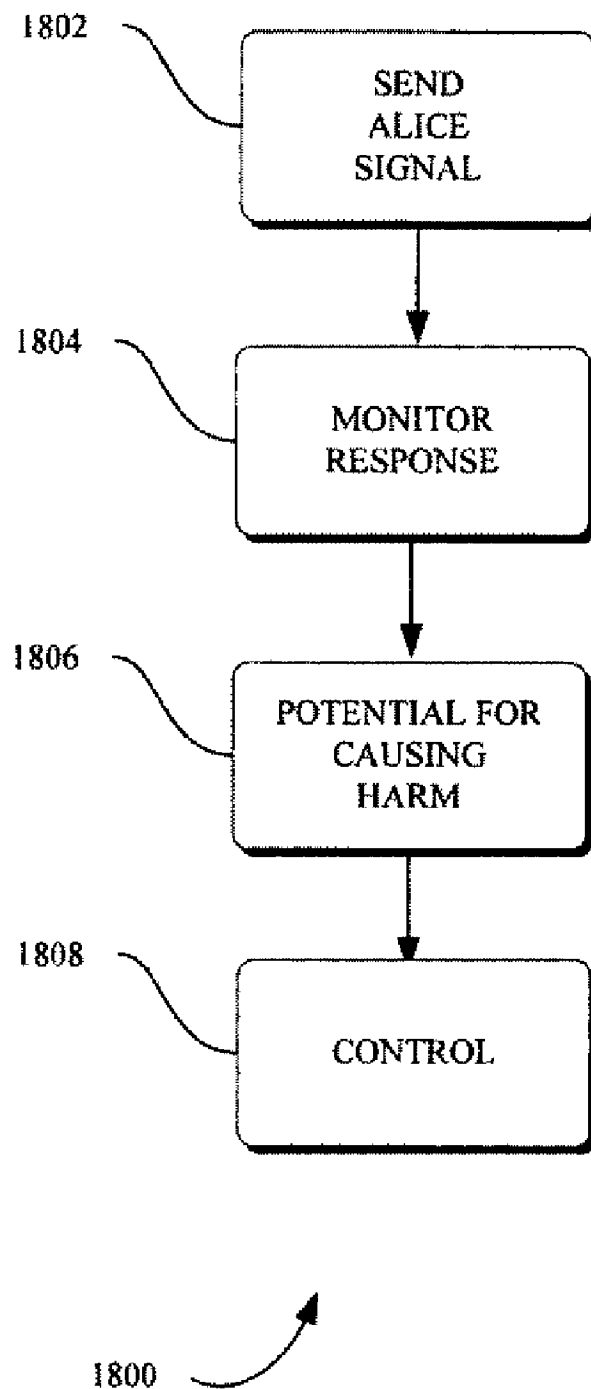 1802
SEND
ALICE
SIGNAL
1804
MONITOR
RESPONSE
1806
POTENTIAL FOR
CAUSING
HARM
1808
CONTROL
1800